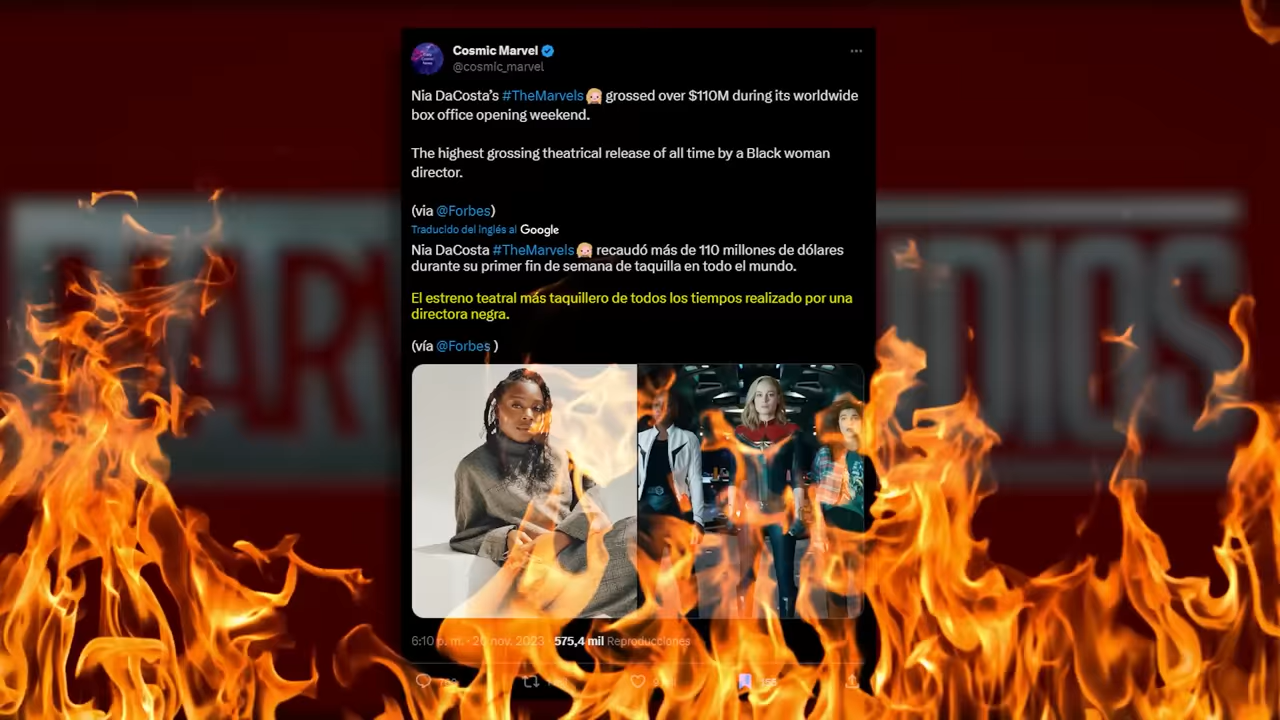 Cosmic Marvel
@cosmic_marvel
Nia DaCosta's #TheMarvels grossed over $110M during its worldwide
box office opening weekend.
The highest grossing theatrical release of all time by a Black woman
director.
(via @Forbes)
Traducido del inglés al Google
Nia DaCosta #TheMarvels recaudó más de 110 millones de dólares
durante su primer fin de semana de taquilla en todo el mundo.
El estreno teatral más taquillero de todos los tiempos realizado por una
directora negra.
(vía @Forbes )
6:10 p. m. · nov. 2023 · 575,4 mil Reproducciones